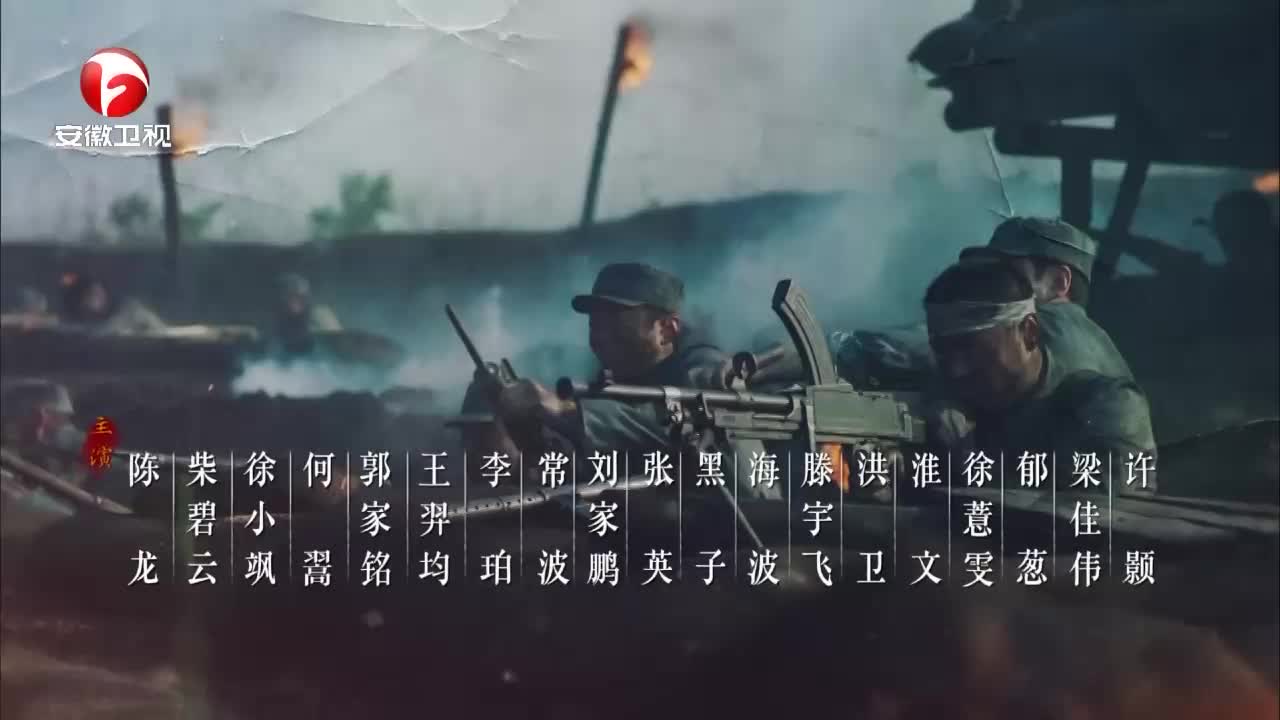 安徽卫视
主演
陈龙
柴碧云
徐小飒
何翯
郭家铭
王羿均
李珀
常波
刘家鹏
张英
黑子
海波
滕宇飞
洪卫
淮文
徐薏雯
郁葱
梁佳伟
许颢